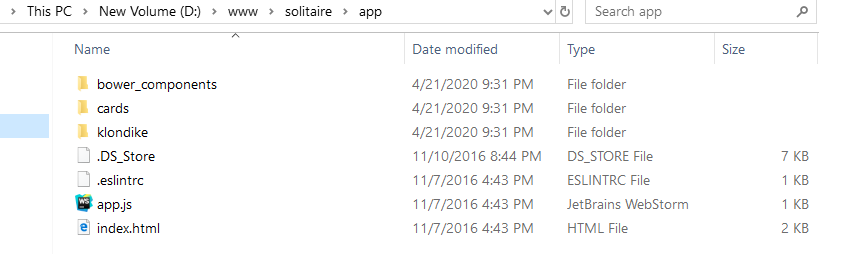 This PC > New Volume (D:) > www > solitaire > app Search app
Name Date modified Type Size
bower_components 4/21/2020 9:31 PM File folder
cards 4/21/2020 9:31 PM File folder
klondike 4/21/2020 9:31 PM File folder
.DS_Store 11/10/2016 8:44 PM DS_STORE File 7 KB
.eslintrc 11/7/2016 4:43 PM ESLINTRC File 1 KB
app.js 11/7/2016 4:43 PM JetBrains WebStorm 1 KB
index.html 11/7/2016 4:43 PM HTML File 2 KB